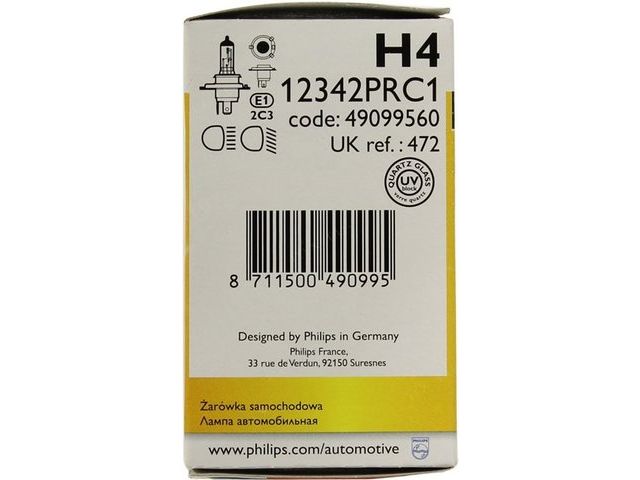 H4
12342PRC1
E1
2C3
code: 49099560
UK ref. : 472
QUARTZ GLASS
UV
block
verre quartz
8 711500 490995
Designed by Philips in Germany
Philips France,
33 rue de Verdun, 92150 Suresnes
Żarówka samochodowa
Лампа автомобильная
www.philips.com/automotive
PHILIPS